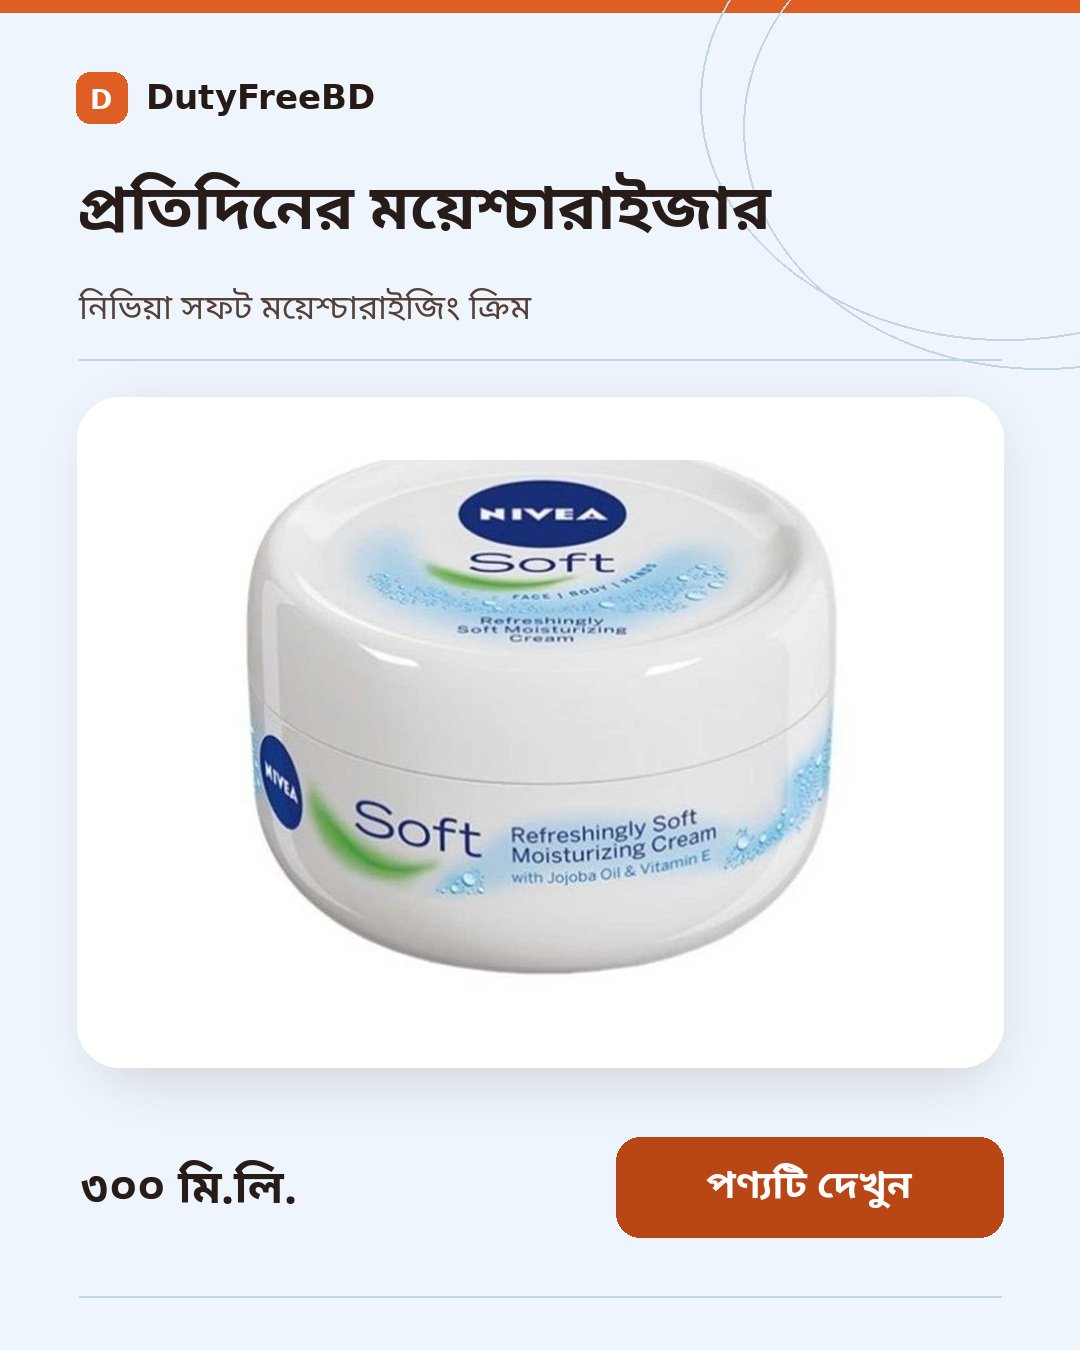 D DutyFreeBD
প্রতিদিনের ময়েশ্চারাইজার
নিভিয়া সফট ময়েশ্চারাইজিং ক্রিম
NIVEA
Soft
FACE | BODY | HANDS
Refreshingly
Soft Moisturizing
Cream
NIVEA
Soft
Refreshingly Soft
Moisturizing Cream
with Jojoba Oil & Vitamin E
৩০০ মি.লি.
পণ্যটি দেখুন